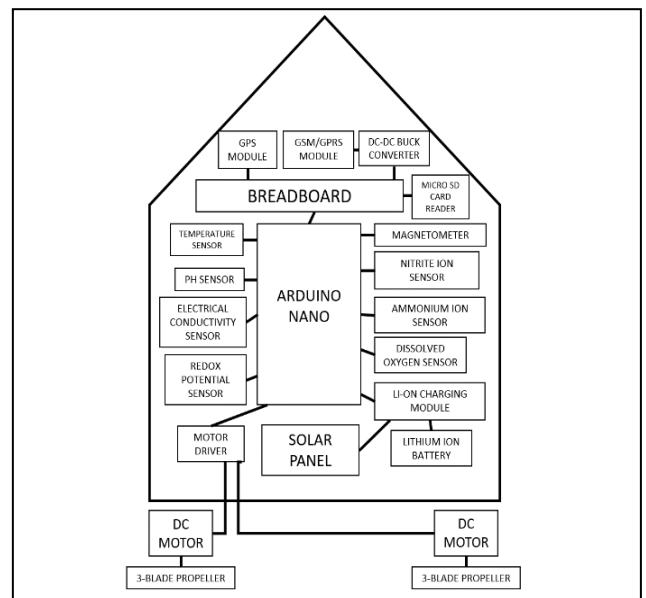 GPS
MODULE
GSM/GPRS
MODULE
DC-DC BUCK
CONVERTER
BREADBOARD
MICRO SD
CARD
READER
TEMPERATURE
SENSOR
MAGNETOMETER
PH SENSOR
NITRITE ION
SENSOR
ARDUINO
NANO
ELECTRICAL
CONDUCTIVITY
SENSOR
AMMONIUM ION
SENSOR
REDOX
POTENTIAL
SENSOR
DISSOLVED
OXYGEN SENSOR
LI-ON CHARGING
MODULE
MOTOR
DRIVER
SOLAR
PANEL
LITHIUM ION
BATTERY
DC
MOTOR
DC
MOTOR
3-BLADE PROPELLER
3-BLADE PROPELLER